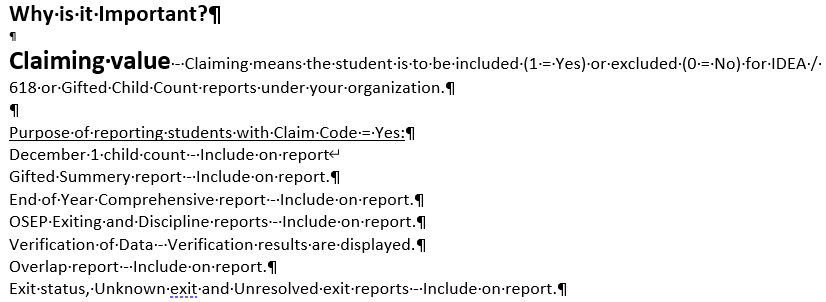 Why is it Important?¶
¶
Claiming value - Claiming means the student is to be included (1 = Yes) or excluded (0 = No) for IDEA /
618 or Gifted Child Count reports under your organization.¶
¶
Purpose of reporting students with Claim Code = Yes:¶
December 1 child count - Include on report↵
Gifted Summery report - Include on report.¶
End of Year Comprehensive report - Include on report.¶
OSEP Exiting and Discipline reports - Include on report.¶
Verification of Data - Verification results are displayed.¶
Overlap report - Include on report.¶
Exit status, Unknown exit and Unresolved exit reports - Include on report.¶